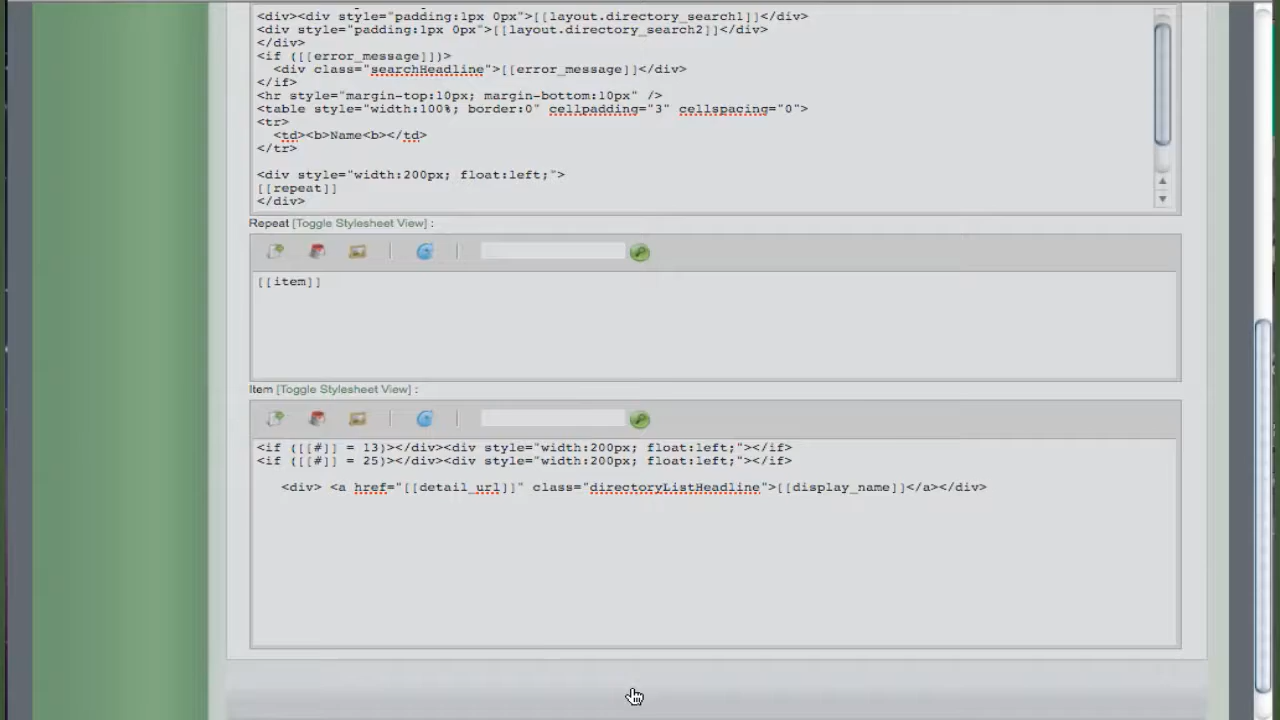 <div><div style="padding:1px 0px">[[layout.directory_search1]]</div>
<div style="padding:1px 0px">[[layout.directory_search2]]</div>
</div>
<if ([[error_message]])>
<div class="searchHeadline">[[error_message]]</div>
</if>
<hr style="margin-top:10px; margin-bottom:10px" />
<table style="width:100%; border:0" cellpadding="3" cellspacing="0">
<tr>
<td><b>Name<b></td>
</tr>
<div style="width:200px; float:left;">
[[repeat]]
</div>
Repeat [Toggle Stylesheet View] :
[[item]]
Item [Toggle Stylesheet View] :
<if ([[#]] = 13)></div><div style="width:200px; float:left;"></if>
<if ([[#]] = 25)></div><div style="width:200px; float:left;"></if>
<div> <a href="[[detail_url]]" class="directoryListHeadline">[[display_name]]</a></div>